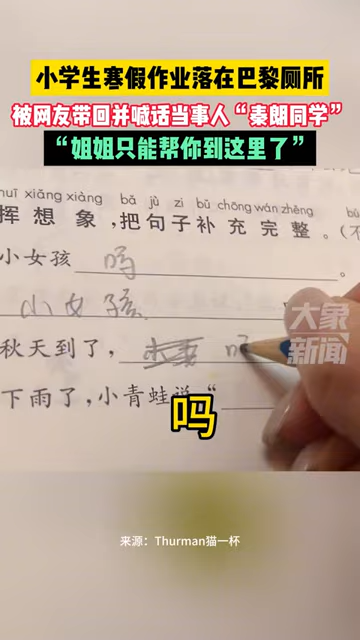 小学生寒假作业落在巴黎厕所
被网友带回并喊话当事人“秦朗同学”
“姐姐只能帮你到这里了”
huī xiǎng xiàng bǎ jù zi bǔ chōng wán zhěng bù
挥想象，把句子补充完整。（不
小女孩 吗
小女孩
秋天到了， 吗
大象新闻
下雨了，小青蛙说“
吗
来源：Thurman猫一杯